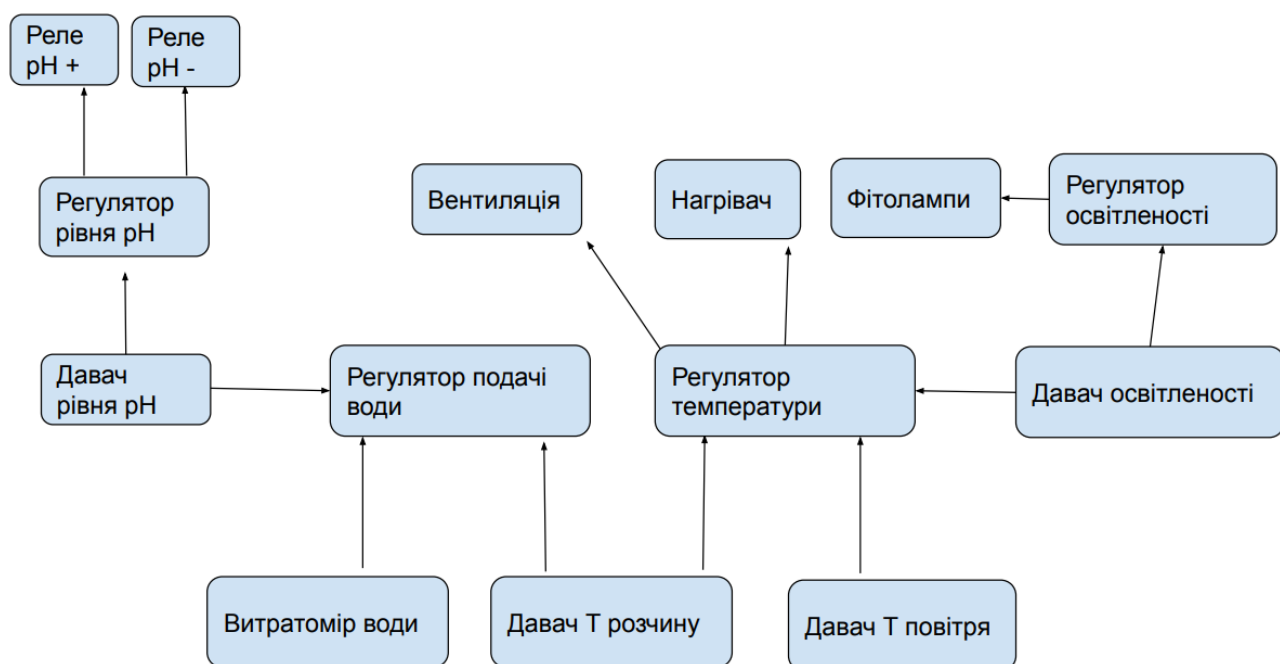 Реле
pH +
Реле
pH -
Регулятор
рівня pH
Вентиляція
Нагрівач
Фітолампи
Регулятор
освітленості
Давач
рівня pH
Регулятор подачі
води
Регулятор
температури
Давач освітленості
Витратомір води
Давач Т розчину
Давач Т повітря